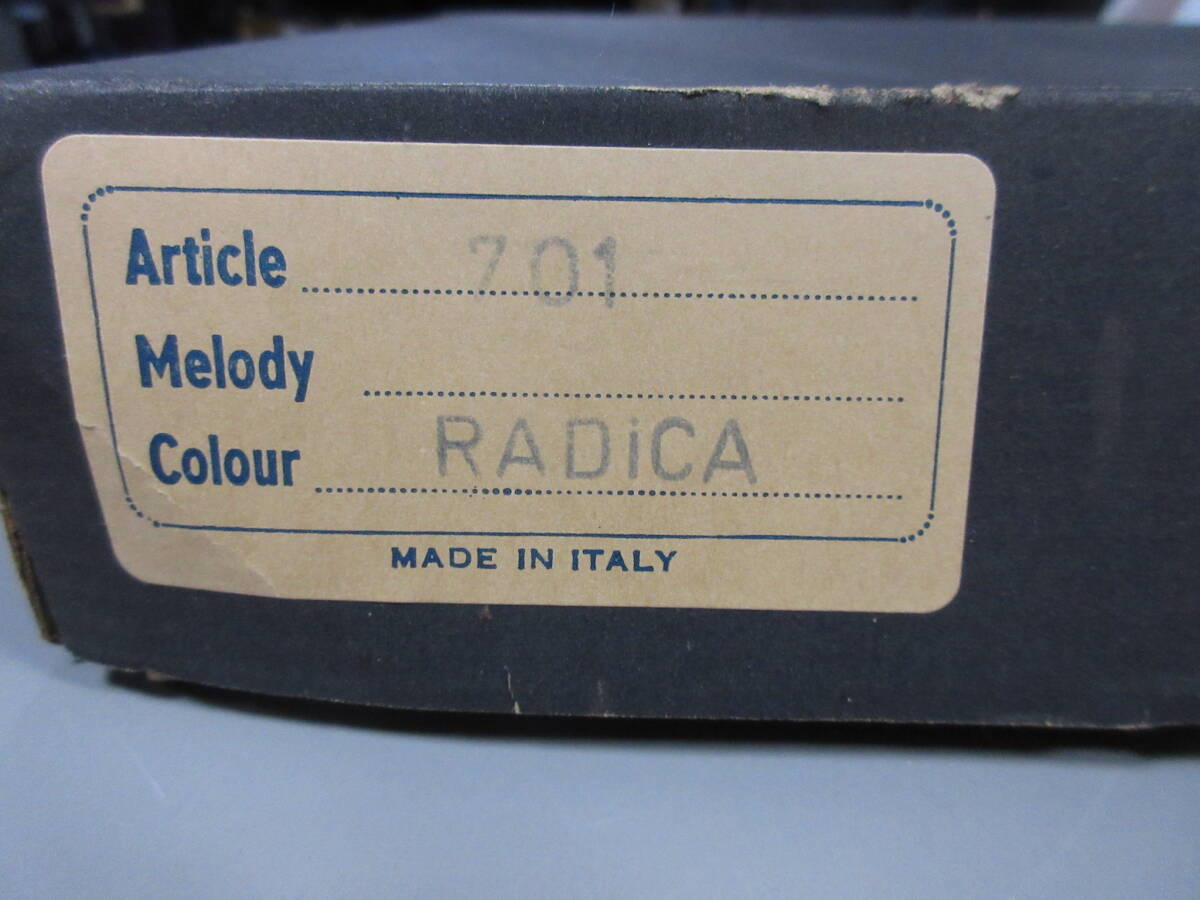 Article 701
Melody
Colour RADiCA
MADE IN ITALY